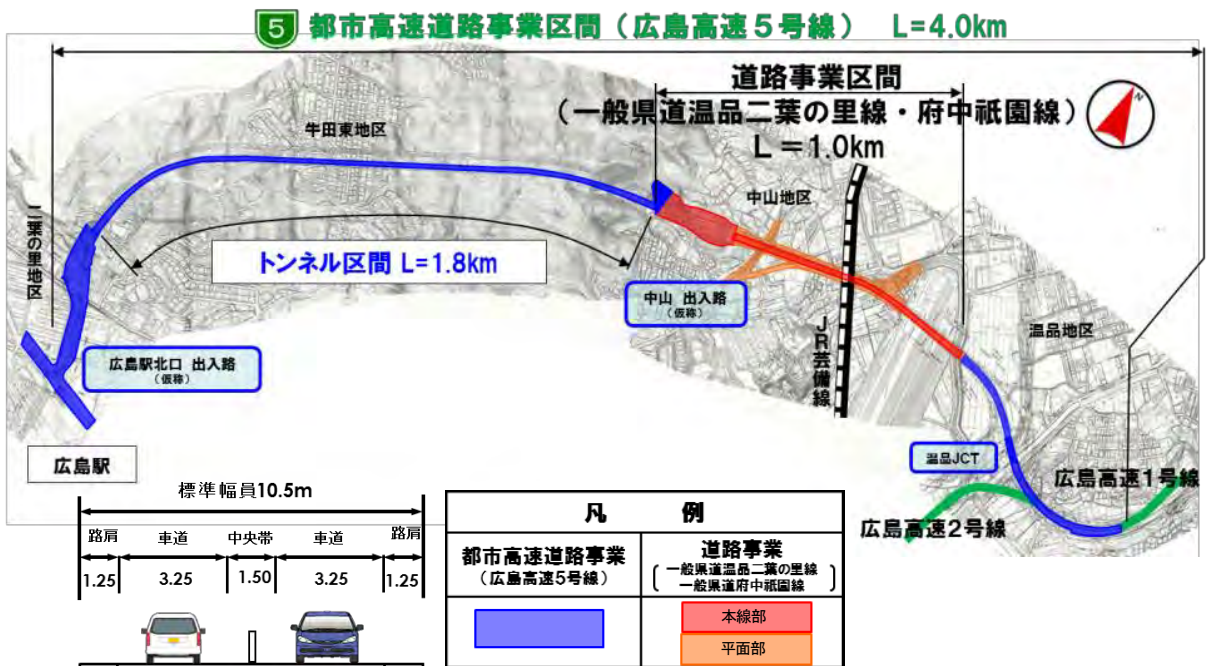 5 都市高速道路事業区間（広島高速５号線） L=4.0km
道路事業区間
（一般県道温品二葉の里線・府中祇園線）
L＝1.0km
N
牛田東地区
中山地区
二葉の里地区
トンネル区間 L=1.8km
中山 出入路
（仮称）
JR芸備線
温品地区
広島駅北口 出入路
（仮称）
広島駅
温品JCT
広島高速1号線
広島高速2号線
標準幅員10.5m
路肩 車道 中央帯 車道 路肩
1.25 3.25 1.50 3.25 1.25
凡 例
都市高速道路事業
（広島高速5号線）
道路事業
一般県道温品二葉の里線
一般県道府中祇園線
本線部
平面部